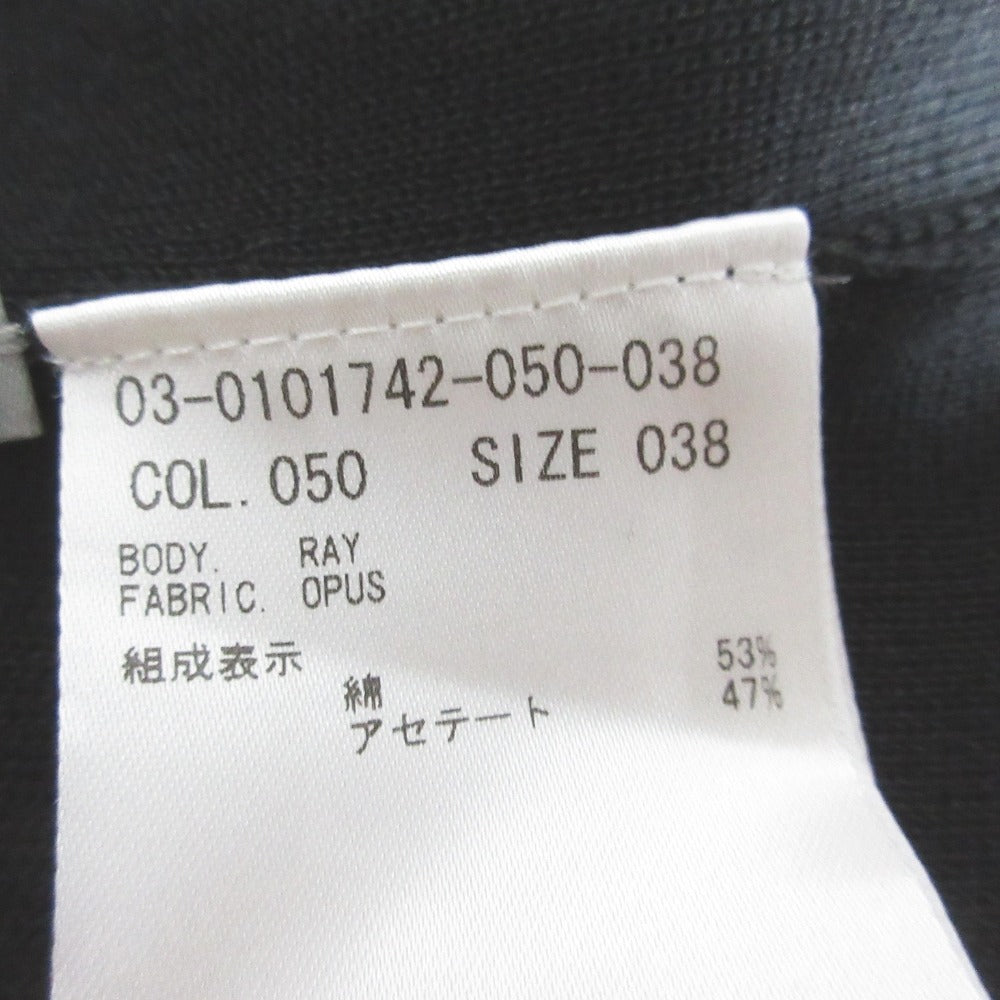 03-0101742-050-038
COL. 050 SIZE 038
BODY. RAY
FABRIC. OPUS
組成表示
綿 53%
アセテート 47%